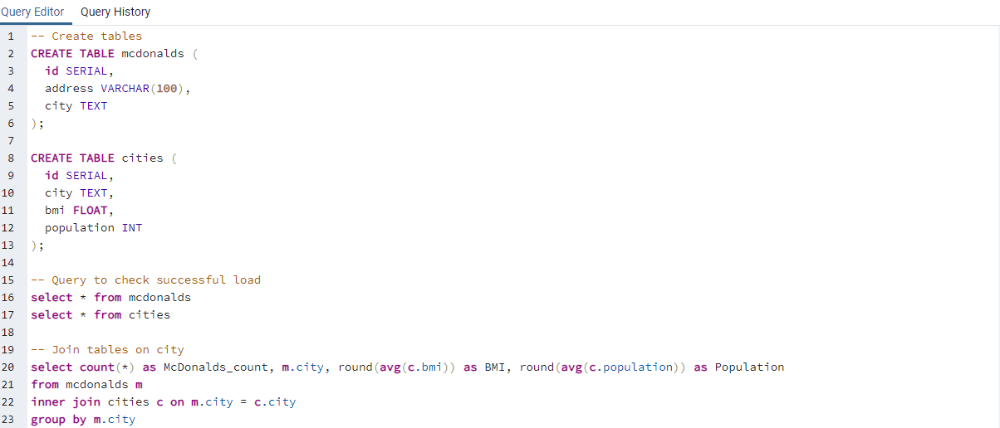 Query Editor Query History
1 -- Create tables
2 CREATE TABLE mcdonalds (
3 id SERIAL,
4 address VARCHAR(100),
5 city TEXT
6 );
7
8 CREATE TABLE cities (
9 id SERIAL,
10 city TEXT,
11 bmi FLOAT,
12 population INT
13 );
14
15 -- Query to check successful load
16 select * from mcdonalds
17 select * from cities
18
19 -- Join tables on city
20 select count(*) as McDonalds_count, m.city, round(avg(c.bmi)) as BMI, round(avg(c.population)) as Population
21 from mcdonalds m
22 inner join cities c on m.city = c.city
23 group by m.city